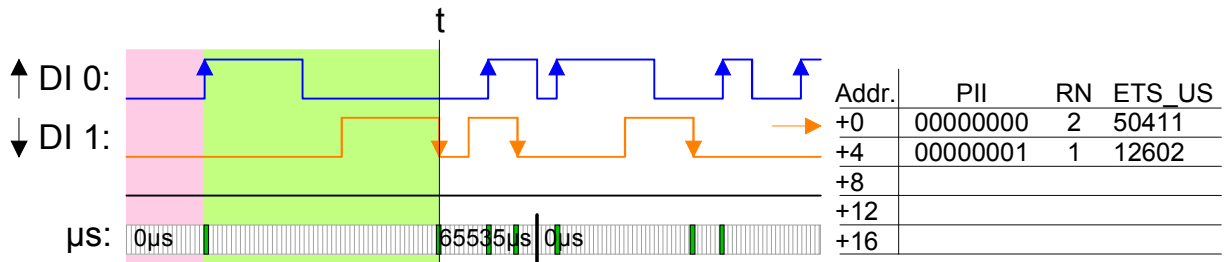 t
DI 0:
DI 1:
µs: 0µs 65535µs 0µs
Addr. PII RN ETS_US
+0 00000000 2 50411
+4 00000001 1 12602
+8
+12
+16